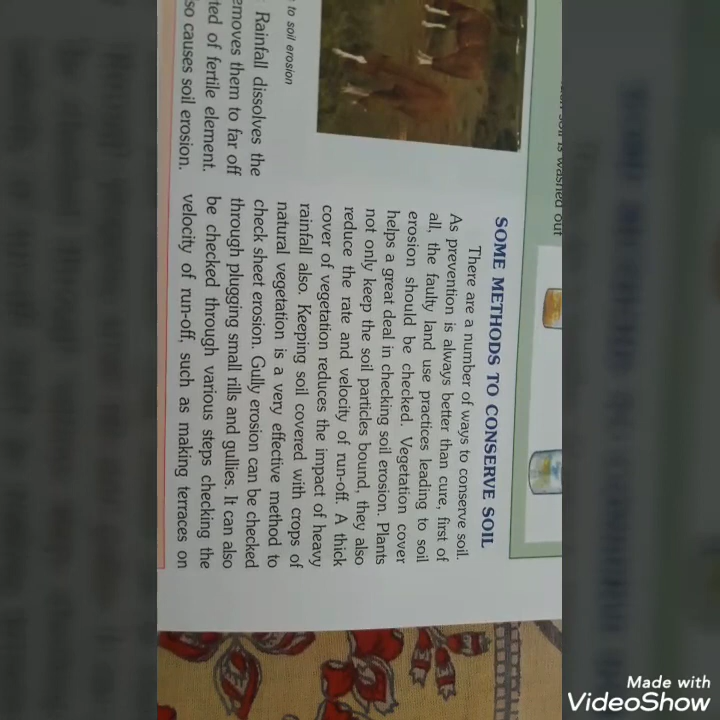 to soil erosion
Rainfall dissolves the
emoves them to far off
ted of fertile element.
so causes soil erosion.
SOME METHODS TO CONSERVE SOIL
There are a number of ways to conserve soil.
As prevention is always better than cure, first of
all, the faulty land use practices leading to soil
erosion should be checked. Vegetation cover
helps a great deal in checking soil erosion. Plants
not only keep the soil particles bound, they also
reduce the rate and velocity of run-off. A thick
cover of vegetation reduces the impact of heavy
rainfall also. Keeping soil covered with crops of
natural vegetation is a very effective method to
check sheet erosion. Gully erosion can be checked
through plugging small rills and gullies. It can also
be checked through various steps checking the
velocity of run-off, such as making terraces on
soil is washed out
Made with
VideoShow